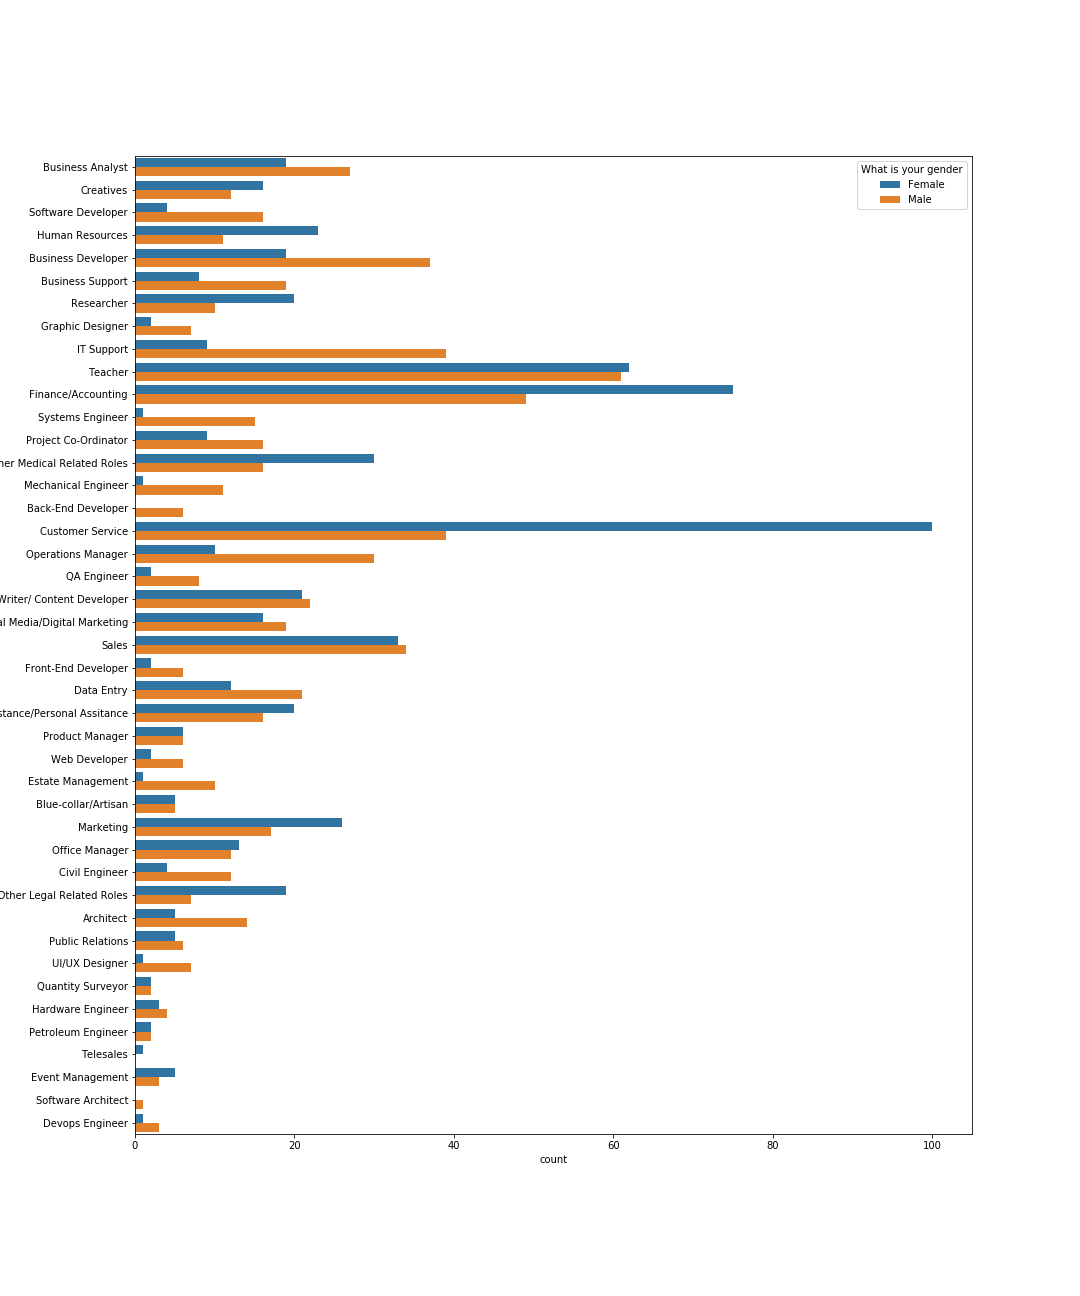 What is your gender
Female
Male
Business Analyst
Creatives
Software Developer
Human Resources
Business Developer
Business Support
Researcher
Graphic Designer
IT Support
Teacher
Finance/Accounting
Systems Engineer
Project Co-Ordinator
her Medical Related Roles
Mechanical Engineer
Back-End Developer
Customer Service
Operations Manager
QA Engineer
Writer/ Content Developer
al Media/Digital Marketing
Sales
Front-End Developer
Data Entry
stance/Personal Assitance
Product Manager
Web Developer
Estate Management
Blue-collar/Artisan
Marketing
Office Manager
Civil Engineer
Other Legal Related Roles
Architect
Public Relations
UI/UX Designer
Quantity Surveyor
Hardware Engineer
Petroleum Engineer
Telesales
Event Management
Software Architect
Devops Engineer
0 20 40 60 80 100
count